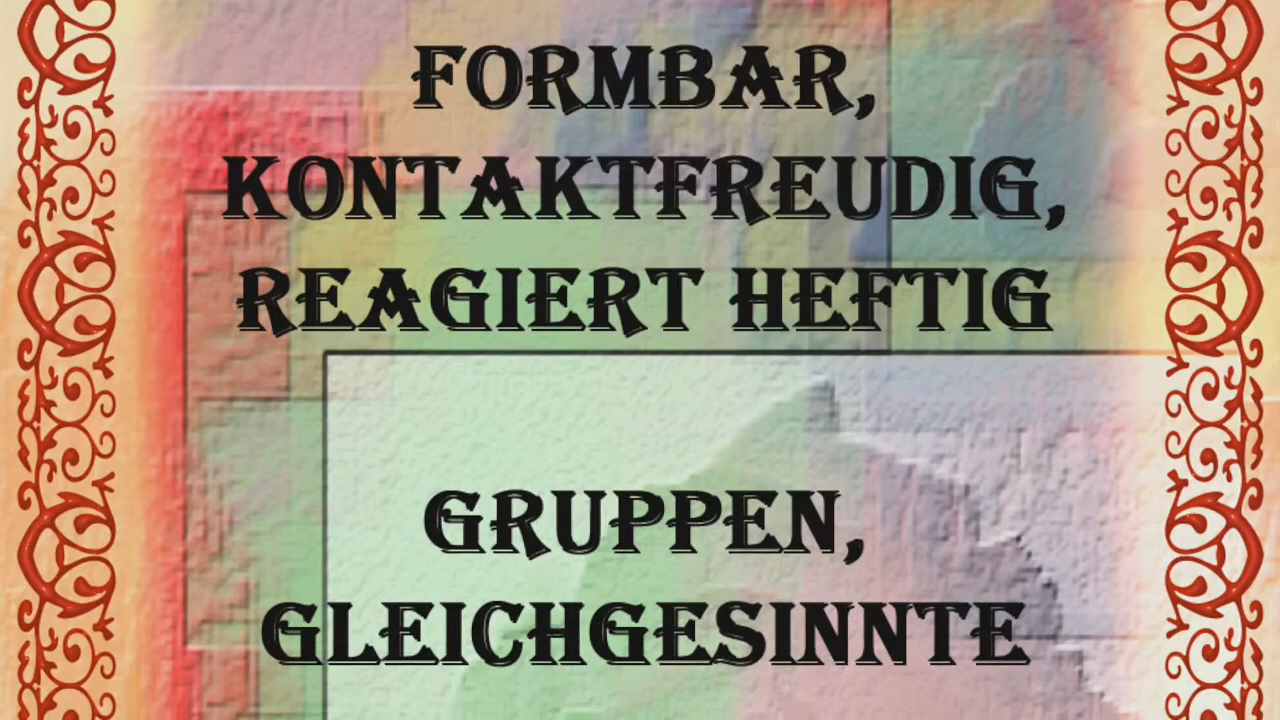 FORMBAR,
KONTAKTFREUDIG,
REAGIERT HEFTIG
GRUPPEN,
GLEICHGESINNTE